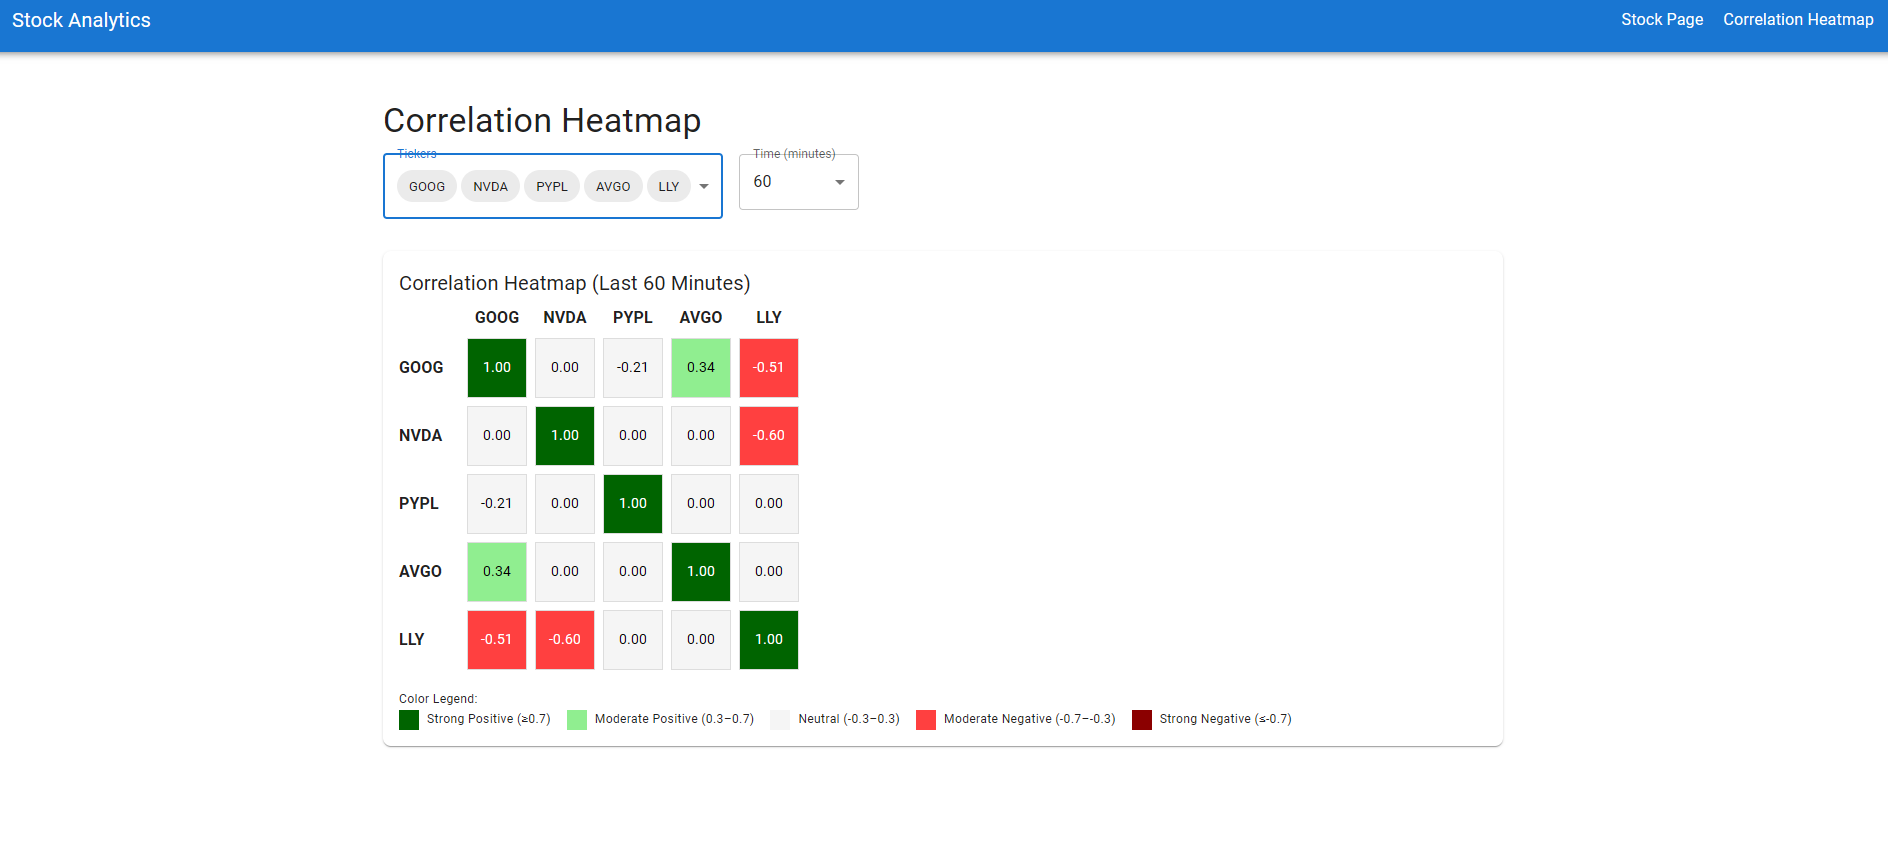 Stock Analytics
Stock Page Correlation Heatmap
Correlation Heatmap
Tickers Time (minutes)
GOOG NVDA PYPL AVGO LLY 60
Correlation Heatmap (Last 60 Minutes)
GOOG NVDA PYPL AVGO LLY
GOOG 1.00 0.00 -0.21 0.34 -0.51
NVDA 0.00 1.00 0.00 0.00 -0.60
PYPL -0.21 0.00 1.00 0.00 0.00
AVGO 0.34 0.00 0.00 1.00 0.00
LLY -0.51 -0.60 0.00 0.00 1.00
Color Legend:
Strong Positive (≥0.7) Moderate Positive (0.3–0.7) Neutral (-0.3–0.3) Moderate Negative (-0.7–-0.3) Strong Negative (≤-0.7)